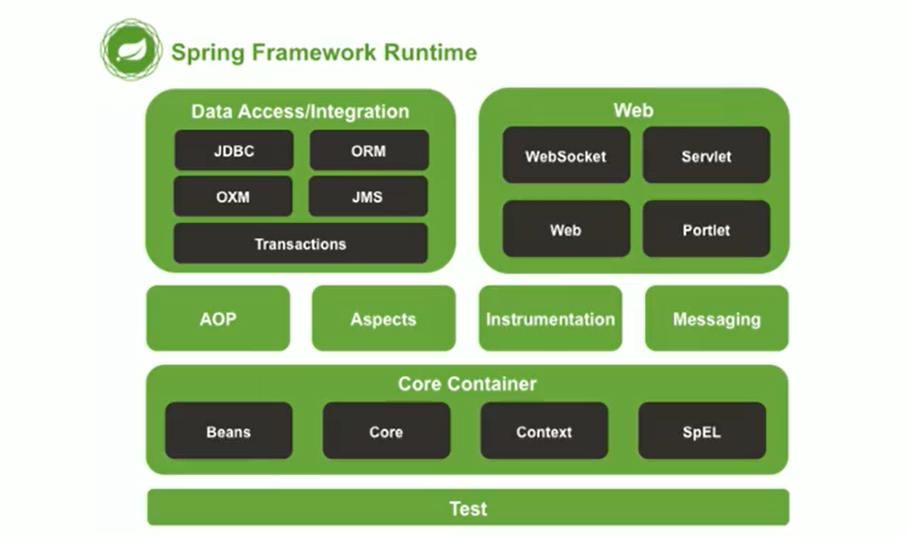 Spring Framework Runtime
Data Access/Integration
JDBC
ORM
OXM
JMS
Transactions
Web
WebSocket
Servlet
Web
Portlet
AOP
Aspects
Instrumentation
Messaging
Core Container
Beans
Core
Context
SpEL
Test